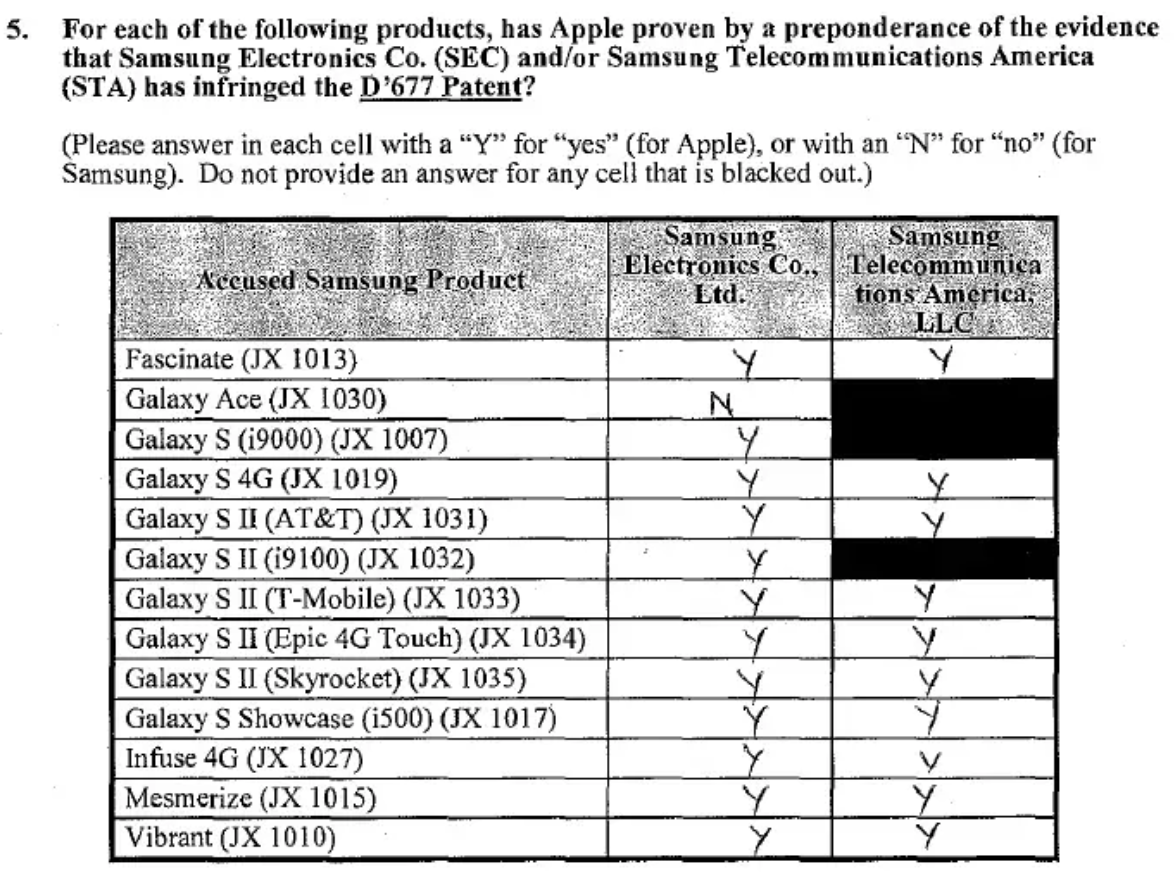 5. For each of the following products, has Apple proven by a preponderance of the evidence
that Samsung Electronics Co. (SEC) and/or Samsung Telecommunications America
(STA) has infringed the D’677 Patent?
(Please answer in each cell with a “Y” for “yes” (for Apple), or with an “N” for “no” (for
Samsung). Do not provide an answer for any cell that is blacked out.)
Accused Samsung Product
Samsung
Electronics Co.,
Ltd.
Samsung
Telecommunica
tions America,
LLC
Fascinate (JX 1013) Y Y
Galaxy Ace (JX 1030) N
Galaxy S (i9000) (JX 1007) Y
Galaxy S 4G (JX 1019) Y Y
Galaxy S II (AT&T) (JX 1031) Y Y
Galaxy S II (i9100) (JX 1032) Y
Galaxy S II (T-Mobile) (JX 1033) Y Y
Galaxy S II (Epic 4G Touch) (JX 1034) Y Y
Galaxy S II (Skyrocket) (JX 1035) Y Y
Galaxy S Showcase (i500) (JX 1017) Y Y
Infuse 4G (JX 1027) Y Y
Mesmerize (JX 1015) Y Y
Vibrant (JX 1010) Y Y